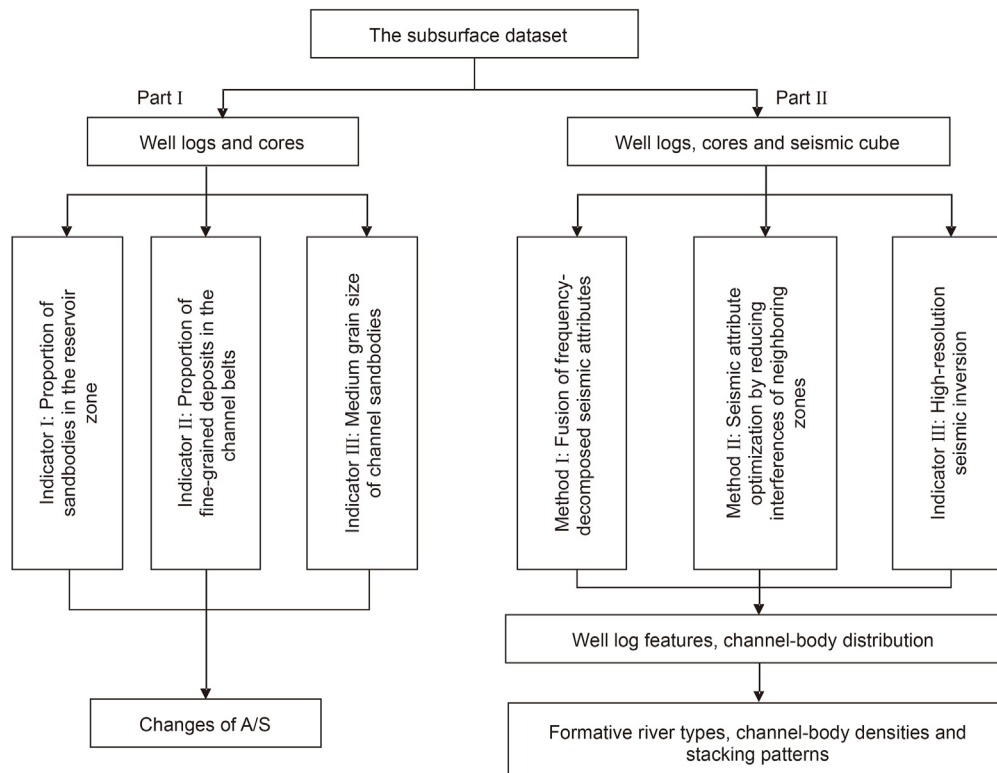 The subsurface dataset
Part I
Part II
Well logs and cores
Well logs, cores and seismic cube
Indicator I: Proportion of
sandbodies in the reservoir
zone
Indicator II: Proportion of
fine-grained deposits in the
channel belts
Indicator III: Medium grain size
of channel sandbodies
Method I: Fusion of frequency-
decomposed seismic attributes
Method II: Seismic attribute
optimization by reducing
interferences of neighboring
zones
Indicator III: High-resolution
seismic inversion
Well log features, channel-body distribution
Changes of A/S
Formative river types, channel-body densities and
stacking patterns